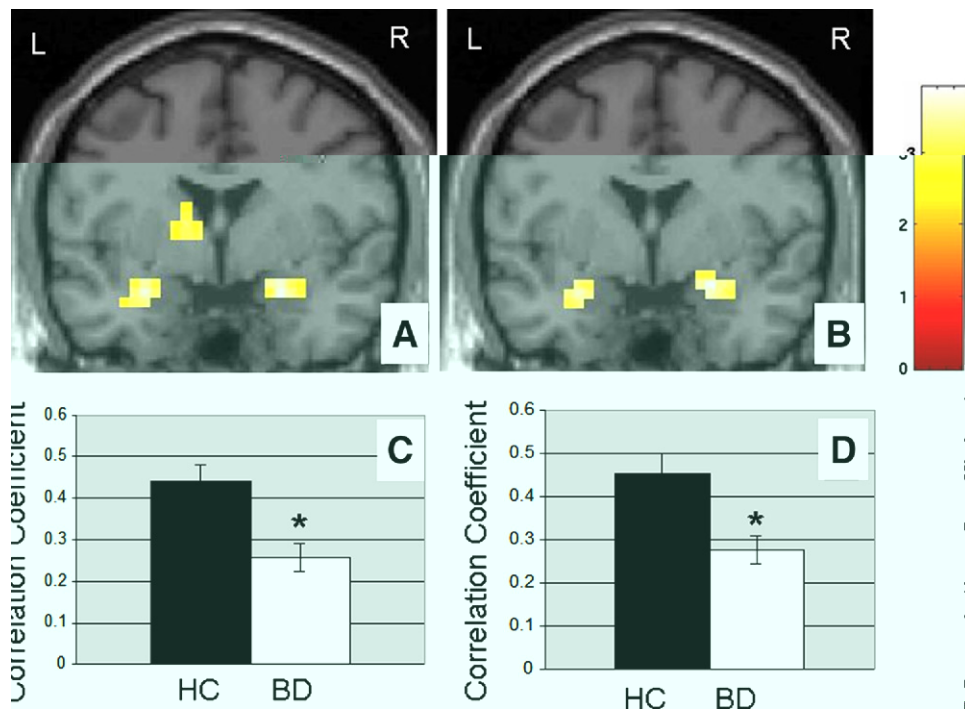 L
R
L
R
A
B
3
2
1
0
Correlation Coefficient
0.6
0.5
0.4
0.3
0.2
0.1
0
C
*
HC
BD
Correlation Coefficient
0.6
0.5
0.4
0.3
0.2
0.1
0
D
*
HC
BD